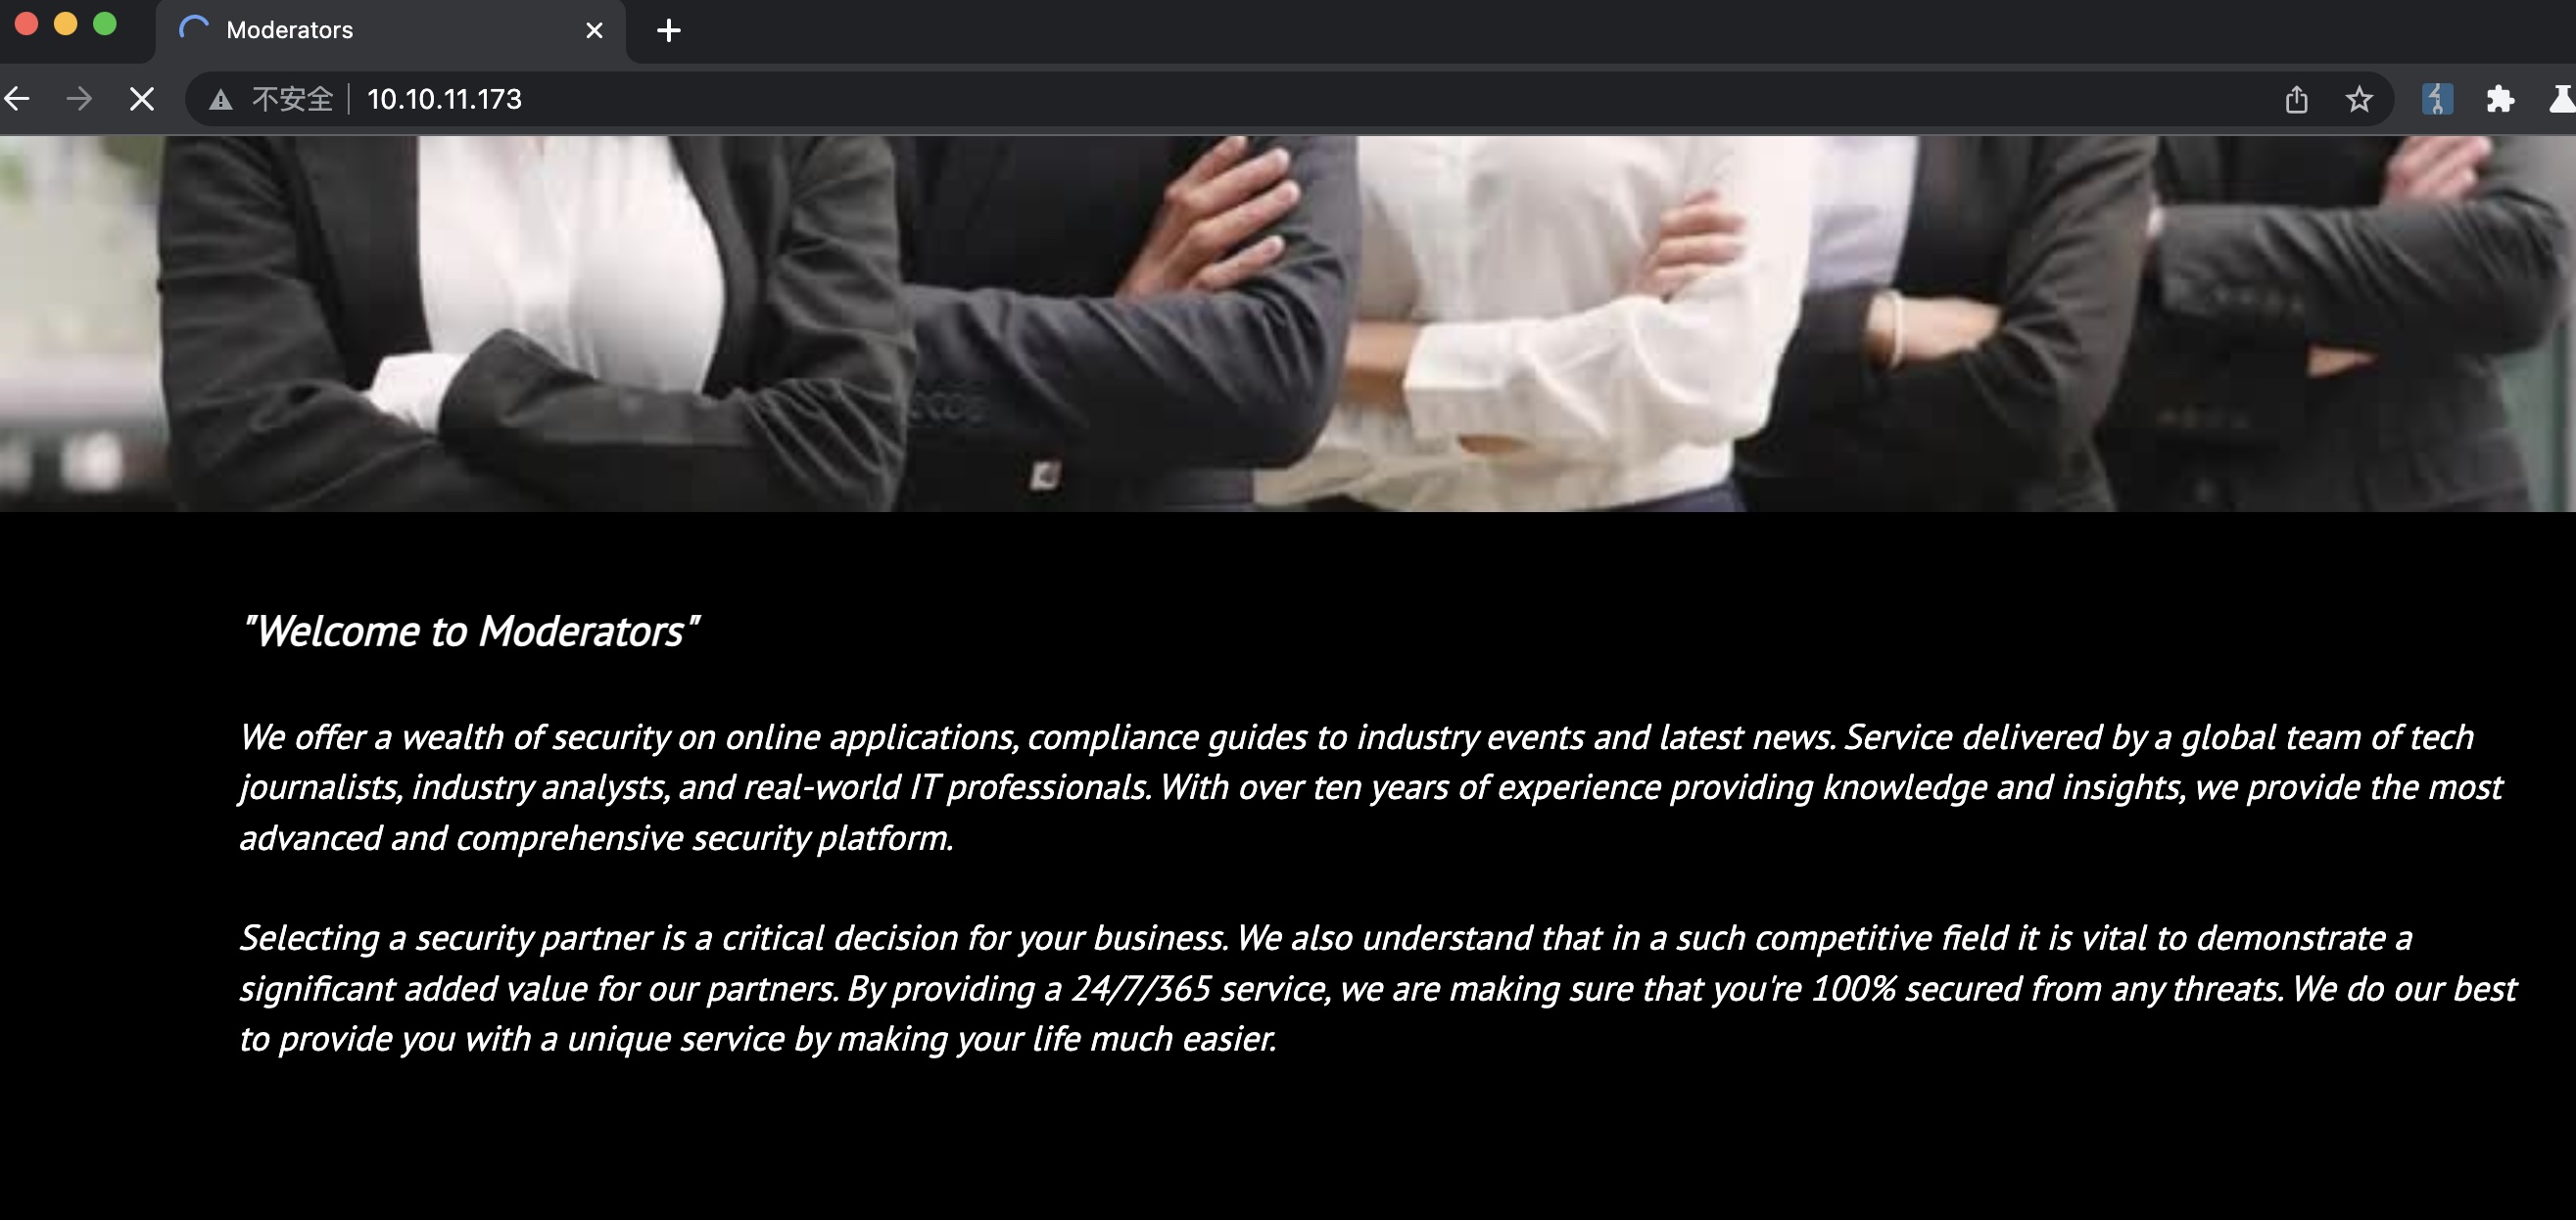 Moderators
不安全 10.10.11.173
"Welcome to Moderators"
We offer a wealth of security on online applications, compliance guides to industry events and latest news. Service delivered by a global team of tech
journalists, industry analysts, and real-world IT professionals. With over ten years of experience providing knowledge and insights, we provide the most
advanced and comprehensive security platform.
Selecting a security partner is a critical decision for your business. We also understand that in a such competitive field it is vital to demonstrate a
significant added value for our partners. By providing a 24/7/365 service, we are making sure that you're 100% secured from any threats. We do our best
to provide you with a unique service by making your life much easier.